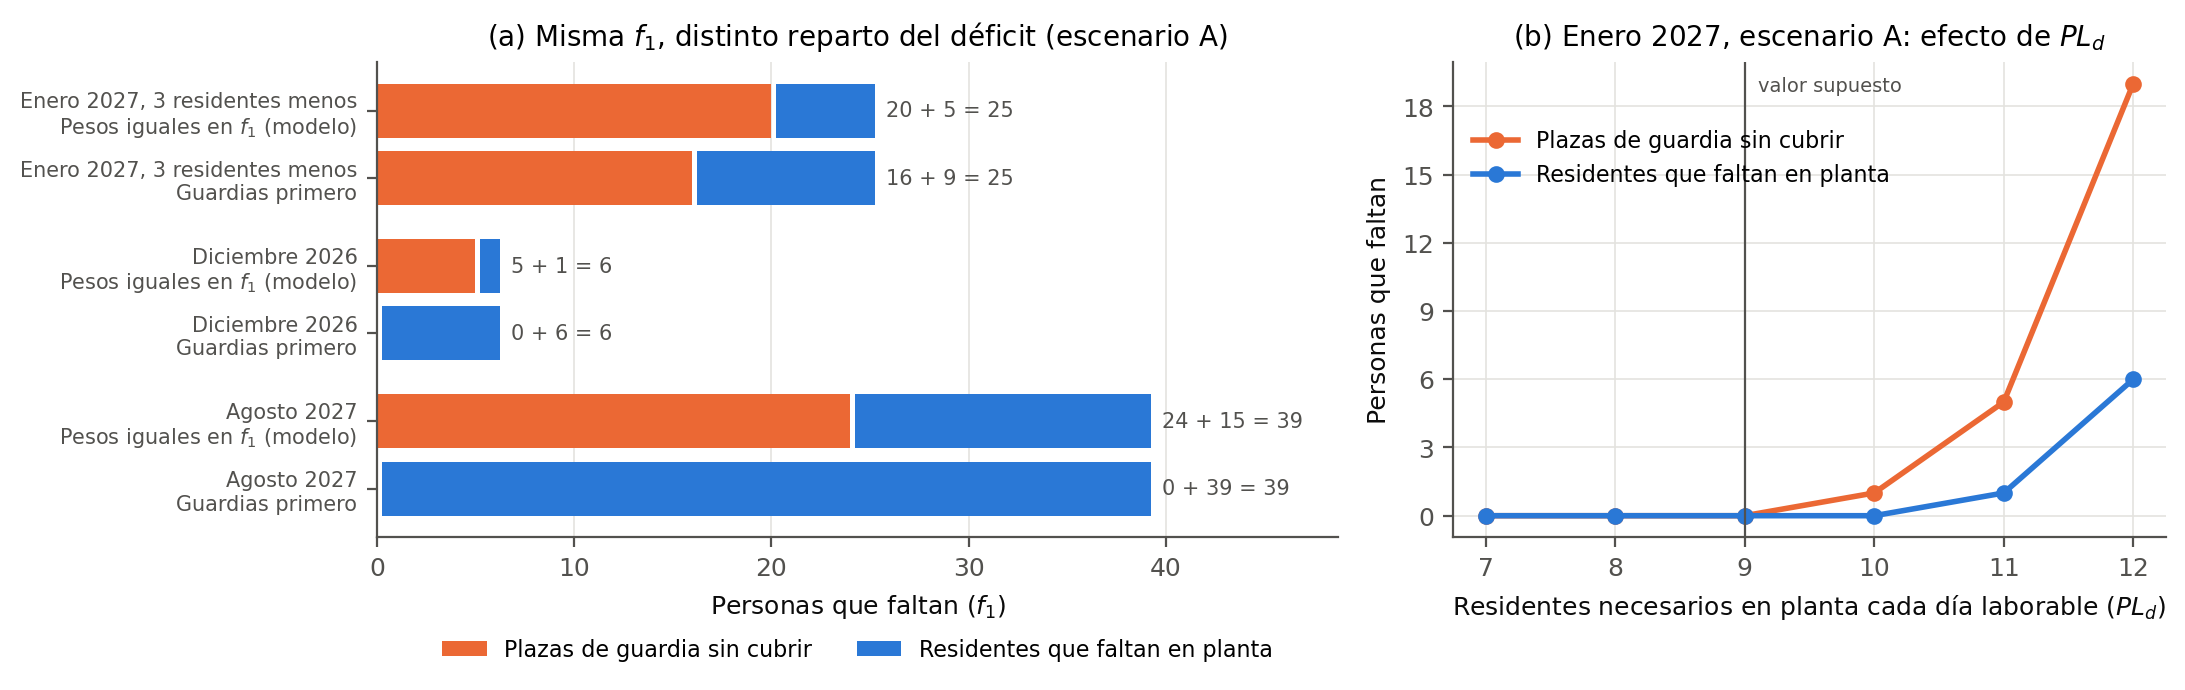 (a) Misma f₁, distinto reparto del déficit (escenario A)
Enero 2027, 3 residentes menos
Pesos iguales en f₁ (modelo)
20 + 5 = 25
Enero 2027, 3 residentes menos
Guardias primero
16 + 9 = 25
Diciembre 2026
Pesos iguales en f₁ (modelo)
5 + 1 = 6
Diciembre 2026
Guardias primero
0 + 6 = 6
Agosto 2027
Pesos iguales en f₁ (modelo)
24 + 15 = 39
Agosto 2027
Guardias primero
0 + 39 = 39
0 10 20 30 40
Personas que faltan (f₁)
Plazas de guardia sin cubrir
Residentes que faltan en planta
(b) Enero 2027, escenario A: efecto de PL_d
valor supuesto
Plazas de guardia sin cubrir
Residentes que faltan en planta
Personas que faltan
18
15
12
9
6
3
0
7 8 9 10 11 12
Residentes necesarios en planta cada día laborable (PL_d)